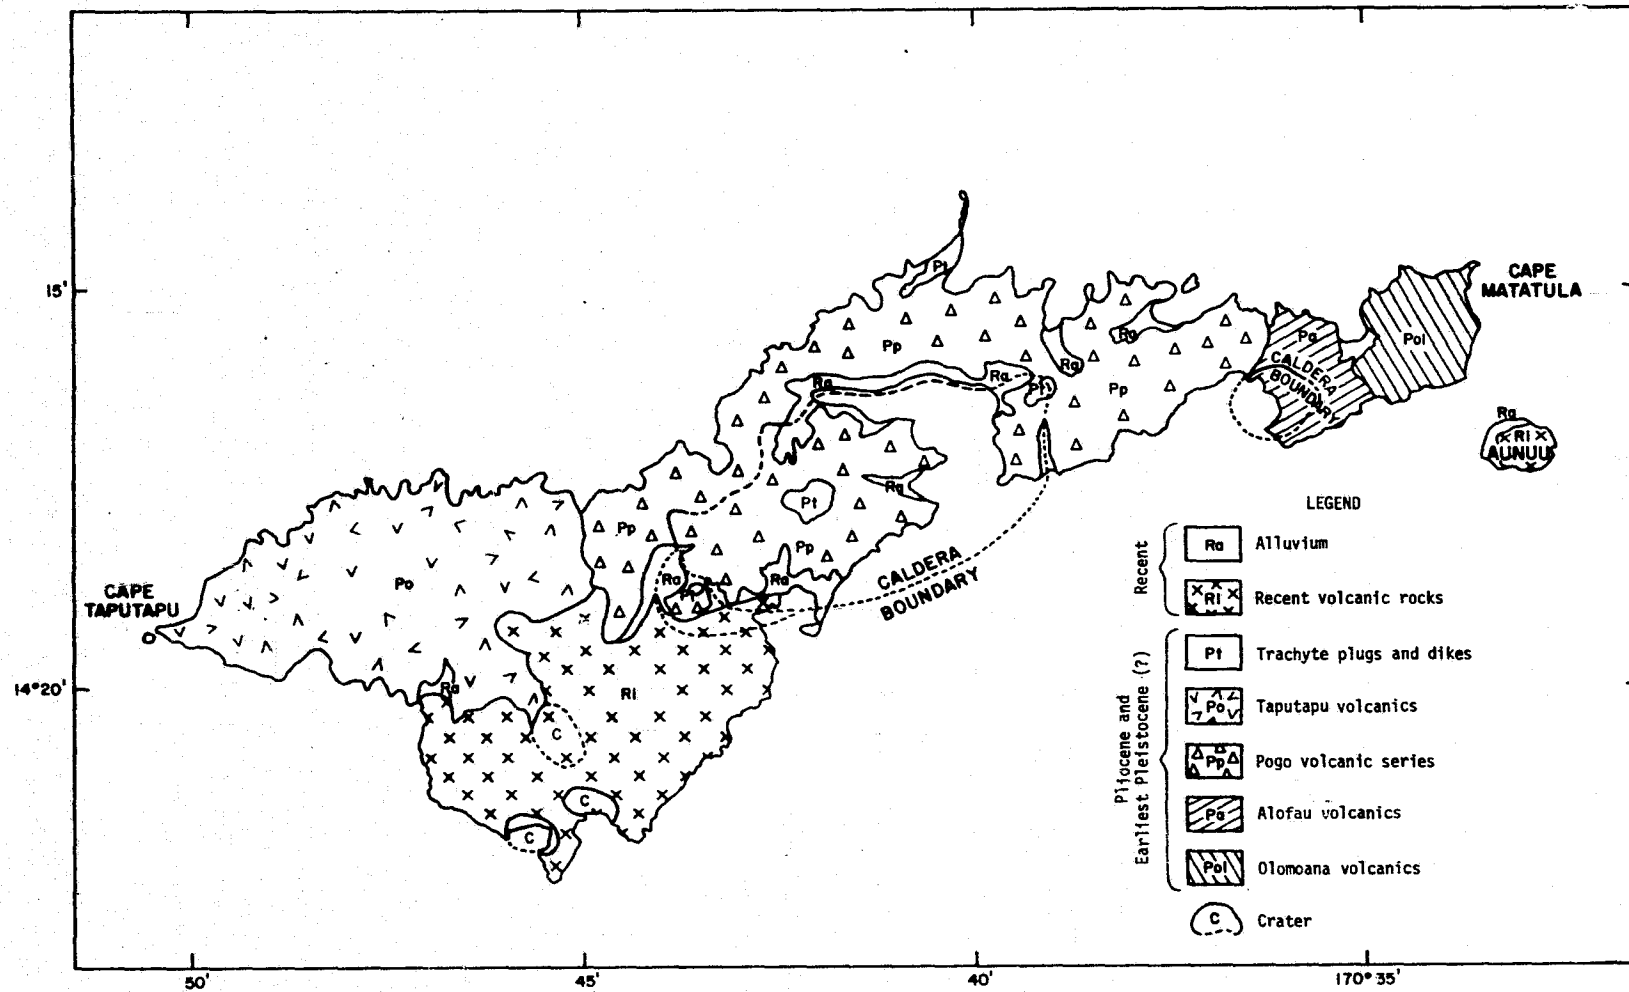 15'
14°20'
50'
45'
40'
170°35'
CAPE
TAPUTAPU
CAPE
MATATULA
Pt
Pp
Ra
Ra
Ra
Ra
Pt
Pp
Pa
Pol
CALDERA
BOUNDARY
Ra
Ri
AUNUU
Ra
Pt
Pp
Pp
Po
Ra
Pt
Ra
CALDERA
BOUNDARY
Ra
Ri
C
C
C
LEGEND
Recent
Ra Alluvium
Ri Recent volcanic rocks
Pliocene and
Earliest Pleistocene (?)
Pt Trachyte plugs and dikes
Po Taputapu volcanics
Pp Pogo volcanic series
Pa Alofau volcanics
Pol Olomoana volcanics
C Crater